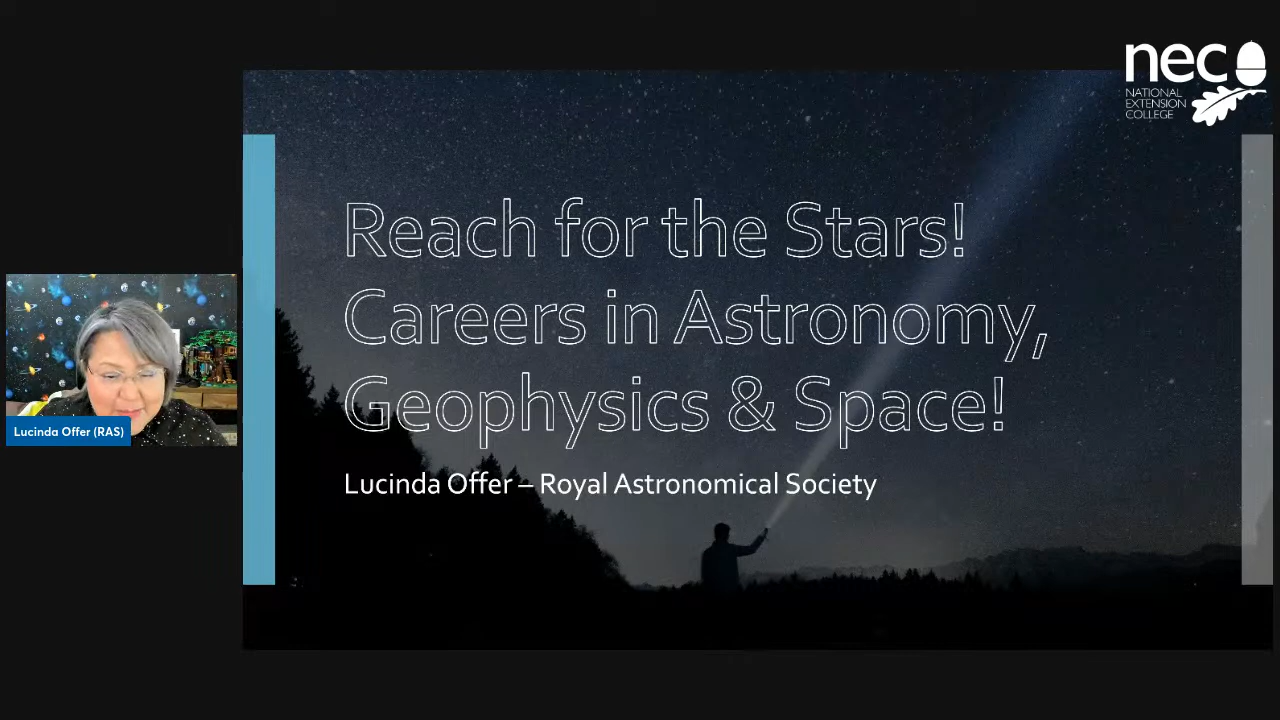 nec
NATIONAL
EXTENSION
COLLEGE
Reach for the Stars!
Careers in Astronomy,
Geophysics & Space!
Lucinda Offer – Royal Astronomical Society
Lucinda Offer (RAS)